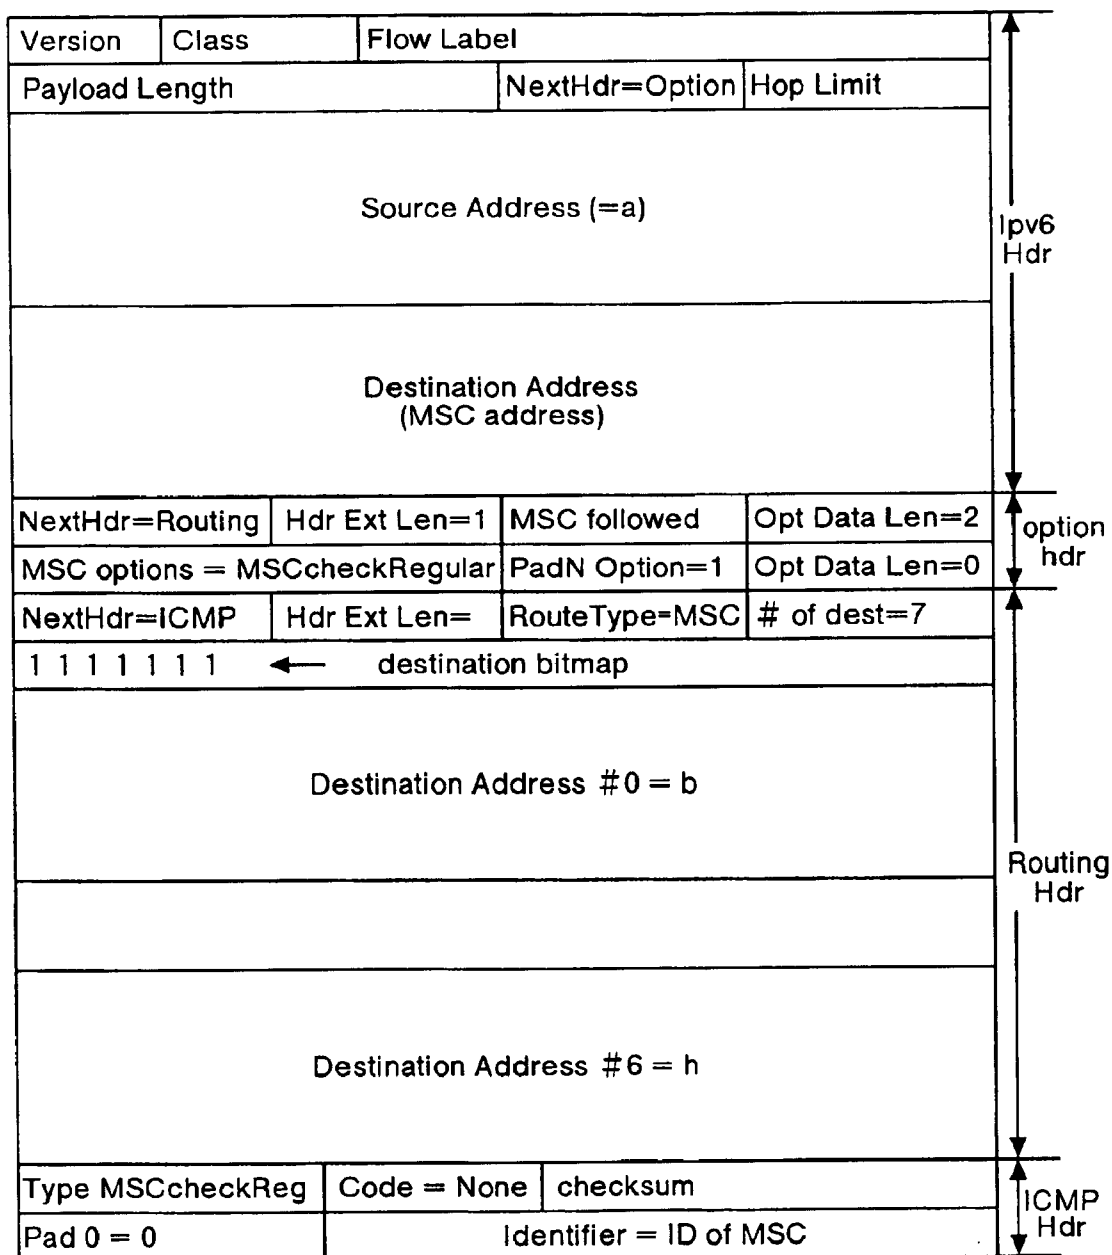 Version Class Flow Label
Payload Length NextHdr=Option Hop Limit
Source Address (=a)
Ipv6
Hdr
Destination Address
(MSC address)
NextHdr=Routing Hdr Ext Len=1 MSC followed Opt Data Len=2
MSC options = MSCcheckRegular PadN Option=1 Opt Data Len=0
option
hdr
NextHdr=ICMP Hdr Ext Len= RouteType=MSC # of dest=7
1 1 1 1 1 1 1 ← destination bitmap
Destination Address #0 = b
Routing
Hdr
Destination Address #6 = h
Type MSCcheckReg Code = None checksum
Pad 0 = 0 Identifier = ID of MSC
ICMP
Hdr